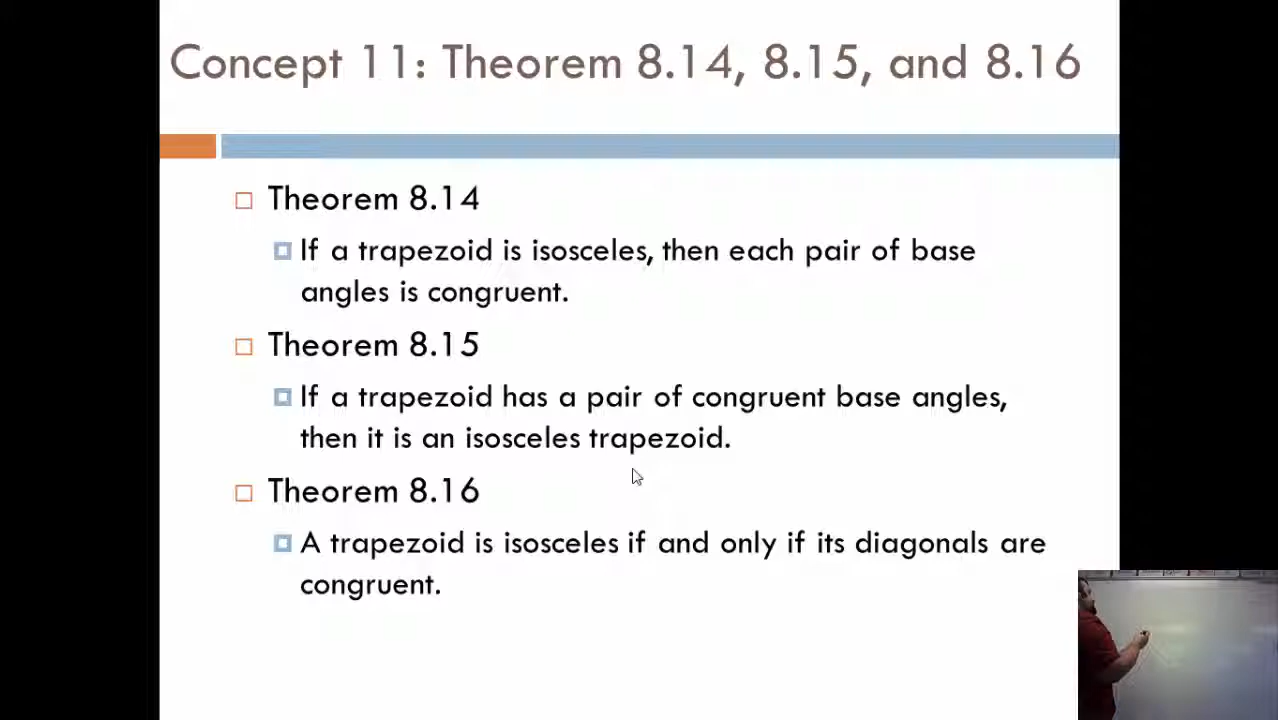 Concept 11: Theorem 8.14, 8.15, and 8.16
Theorem 8.14
If a trapezoid is isosceles, then each pair of base
angles is congruent.
Theorem 8.15
If a trapezoid has a pair of congruent base angles,
then it is an isosceles trapezoid.
Theorem 8.16
A trapezoid is isosceles if and only if its diagonals are
congruent.